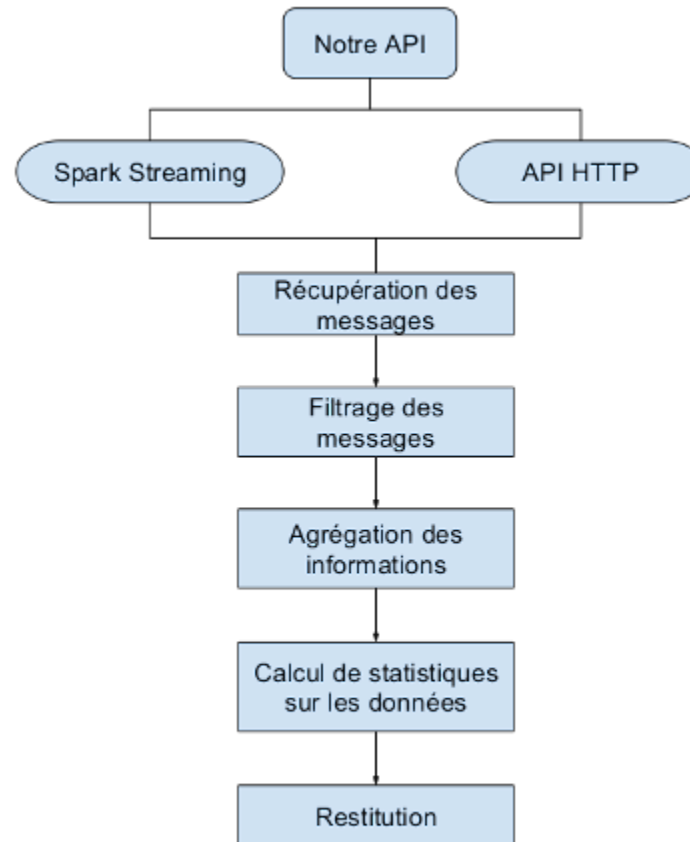 Notre API
Spark Streaming
API HTTP
Récupération des
messages
Filtrage des
messages
Agrégation des
informations
Calcul de statistiques
sur les données
Restitution